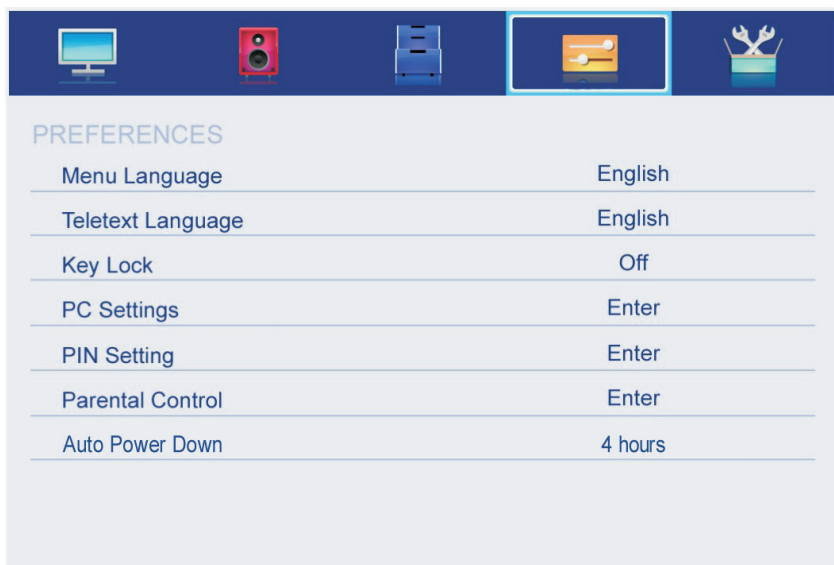 PREFERENCES
Menu Language English
Teletext Language English
Key Lock Off
PC Settings Enter
PIN Setting Enter
Parental Control Enter
Auto Power Down 4 hours